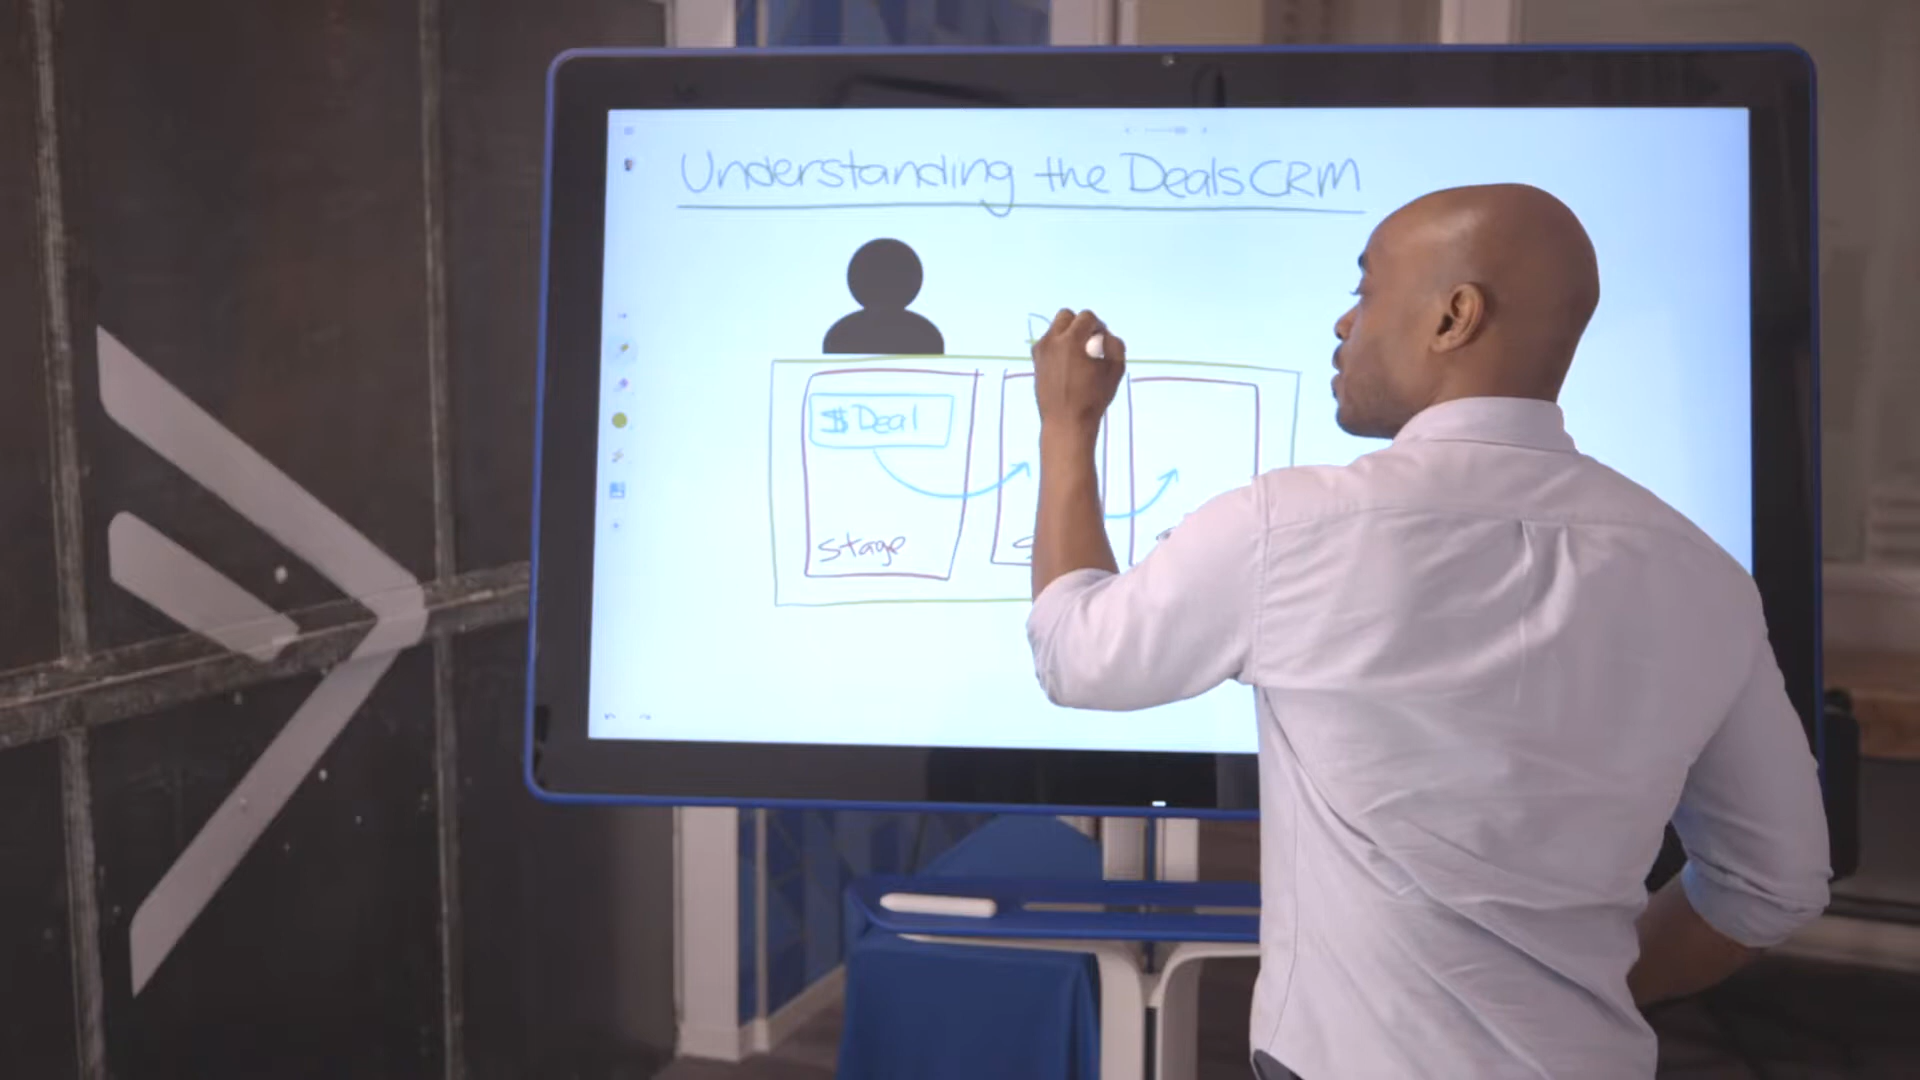 Understanding the Deals CRM
$ Deal
Stage